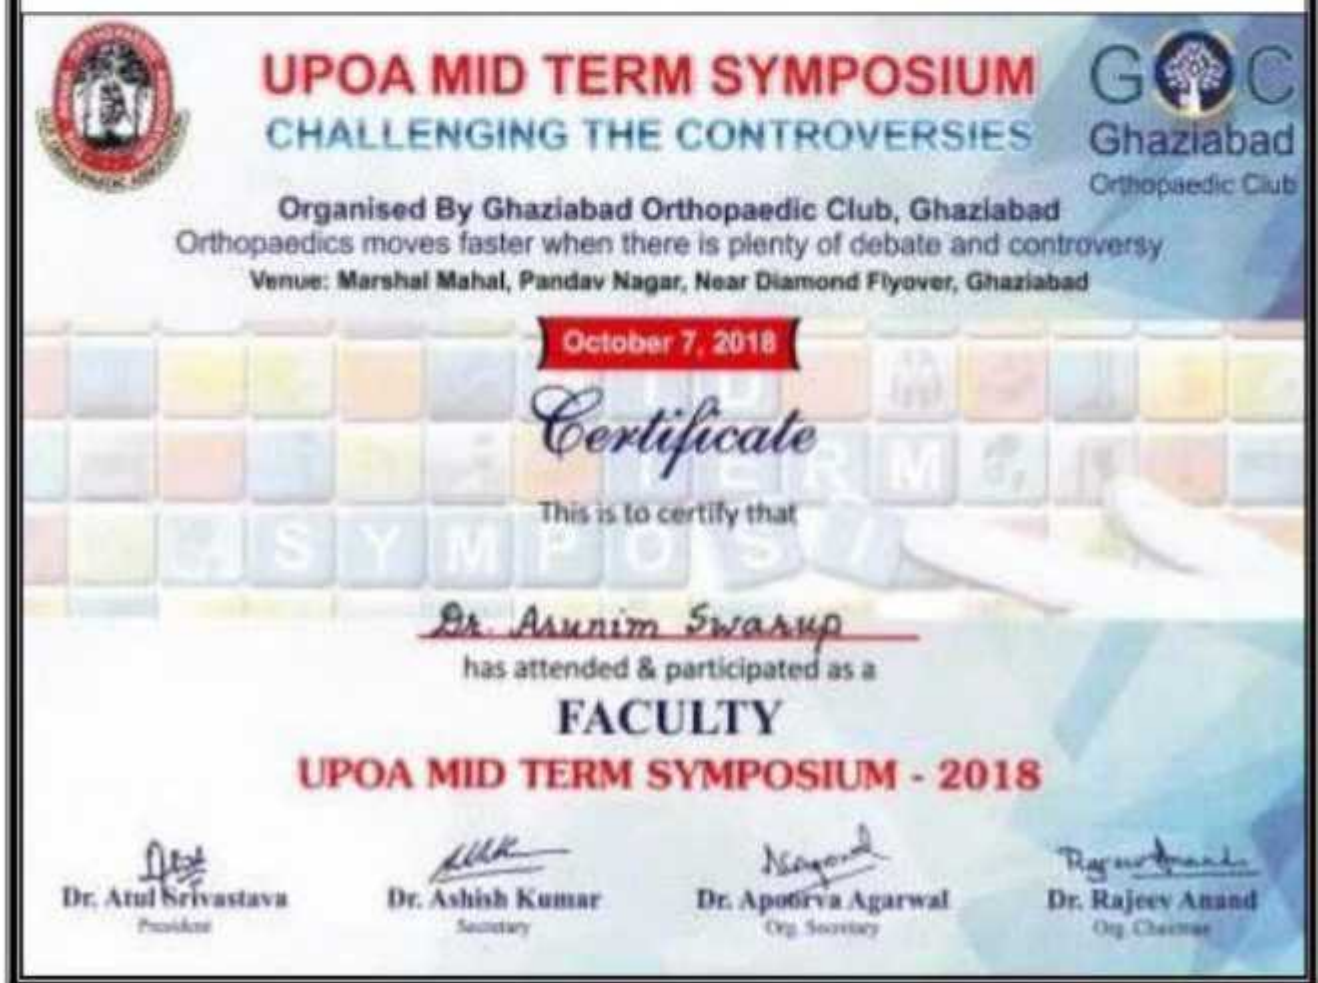 UPOA MID TERM SYMPOSIUM
CHALLENGING THE CONTROVERSIES
GOC
Ghaziabad
Orthopaedic Club
Organised By Ghaziabad Orthopaedic Club, Ghaziabad
Orthopaedics moves faster when there is plenty of debate and controversy
Venue: Marshal Mahal, Pandav Nagar, Near Diamond Flyover, Ghaziabad
October 7, 2018
Certificate
This is to certify that
Dr. Arunim Swarup
has attended & participated as a
FACULTY
UPOA MID TERM SYMPOSIUM - 2018
Dr. Atul Srivastava
President
Dr. Ashish Kumar
Secretary
Dr. Apoorva Agarwal
Org. Secretary
Dr. Rajeev Anand
Org. Chairman